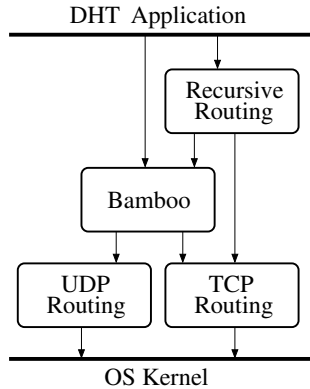 DHT Application
Recursive
Routing
Bamboo
UDP
Routing
TCP
Routing
OS Kernel